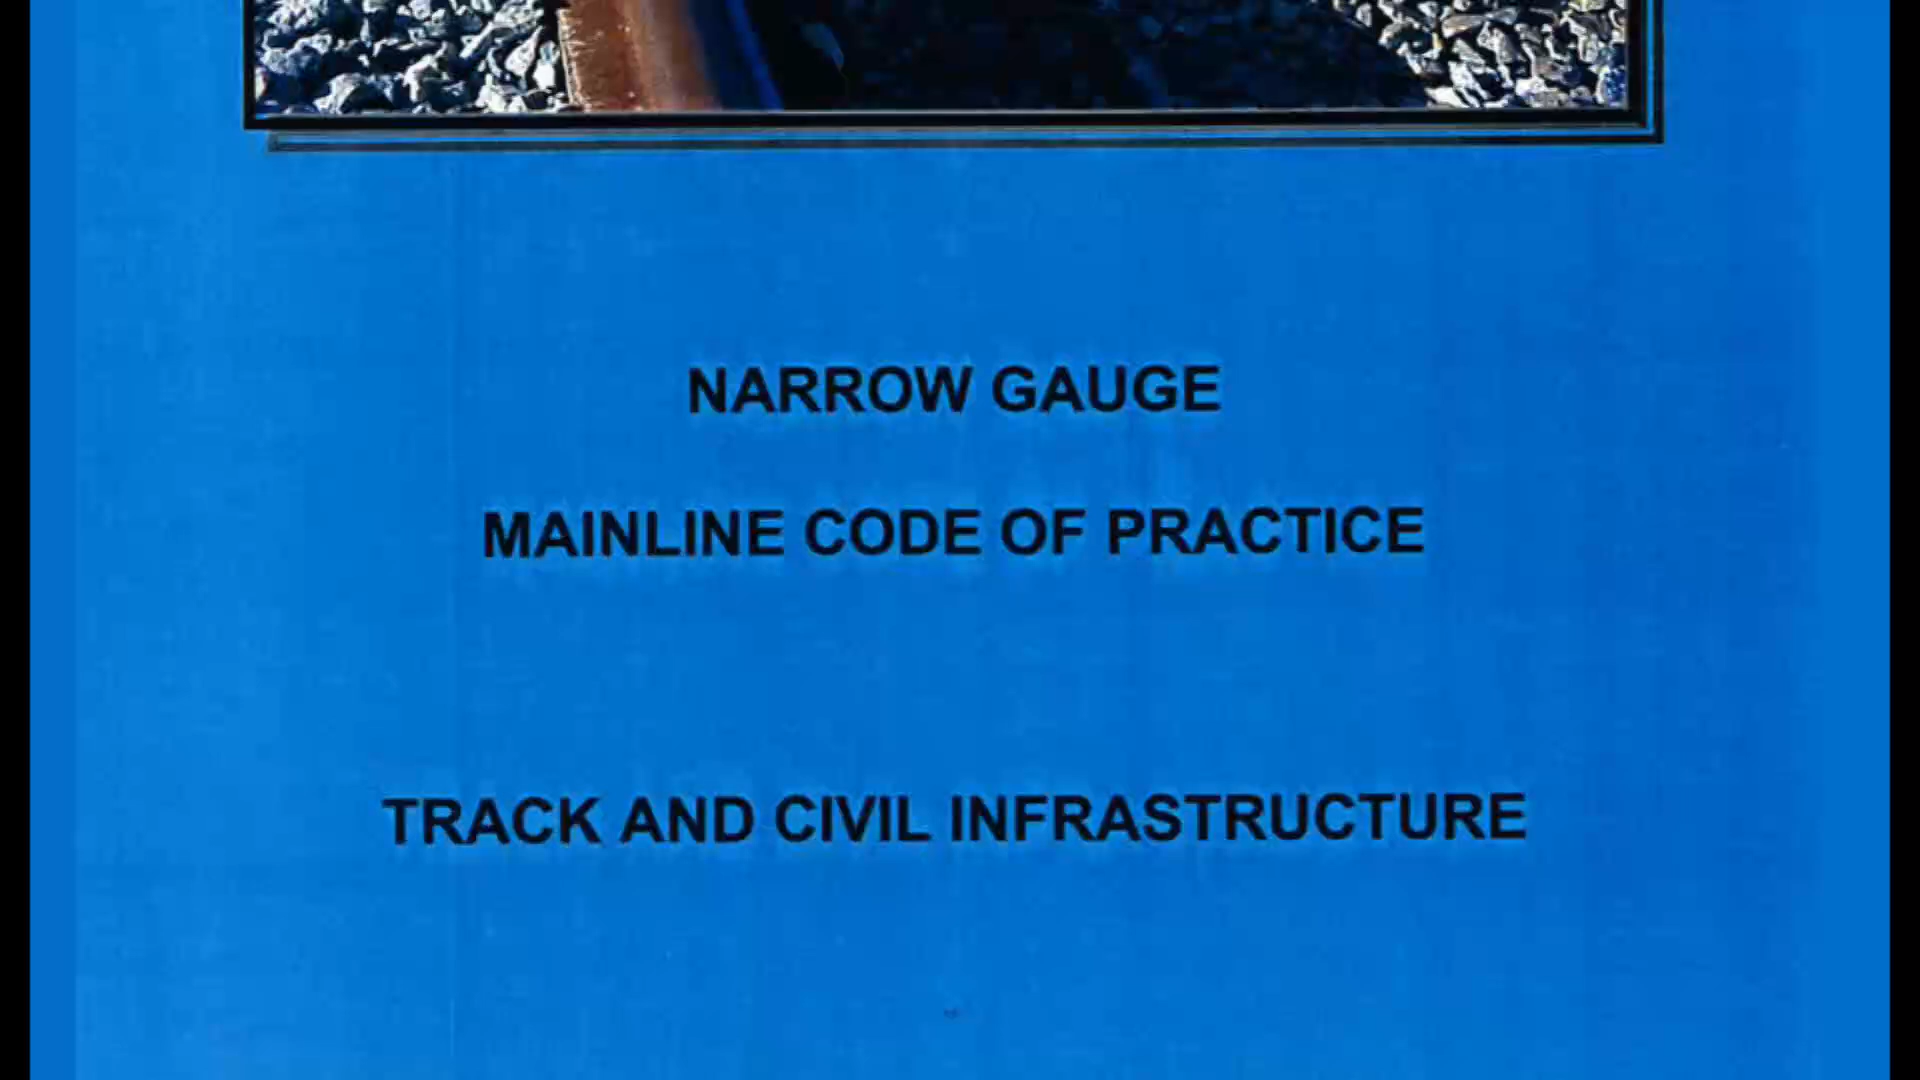 NARROW GAUGE
MAINLINE CODE OF PRACTICE
TRACK AND CIVIL INFRASTRUCTURE